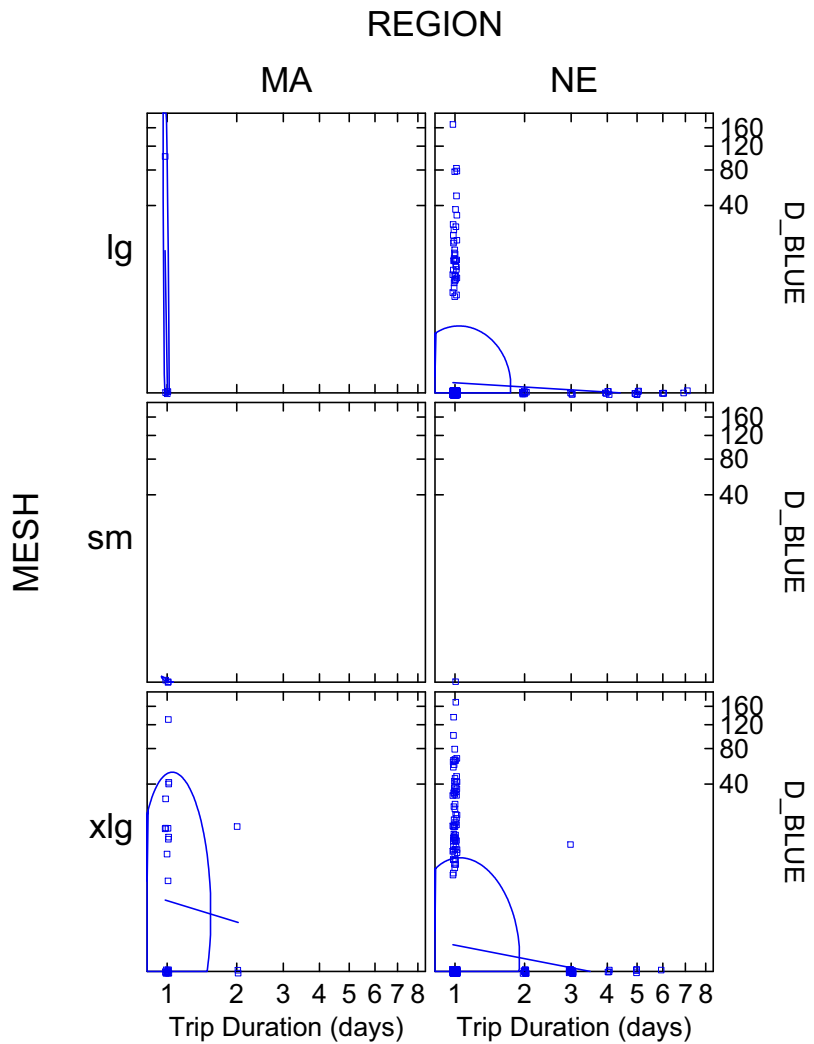 REGION
MA NE
160
120
80
40
lg
D_BLUE
160
120
80
40
MESH
sm
D_BLUE
160
120
80
40
xlg
D_BLUE
1 2 3 4 5 6 7 8 1 2 3 4 5 6 7 8
Trip Duration (days) Trip Duration (days)